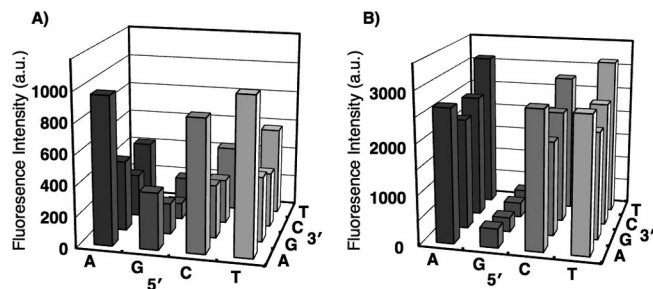 A)
Fluoresence Intensity (a.u.)
1000
800
600
400
200
0
A
G
C
T
5′
A
G
C
T
3′
B)
Fluoresence Intensity (a.u.)
3000
2000
1000
0
A
G
C
T
5′
A
G
C
T
3′